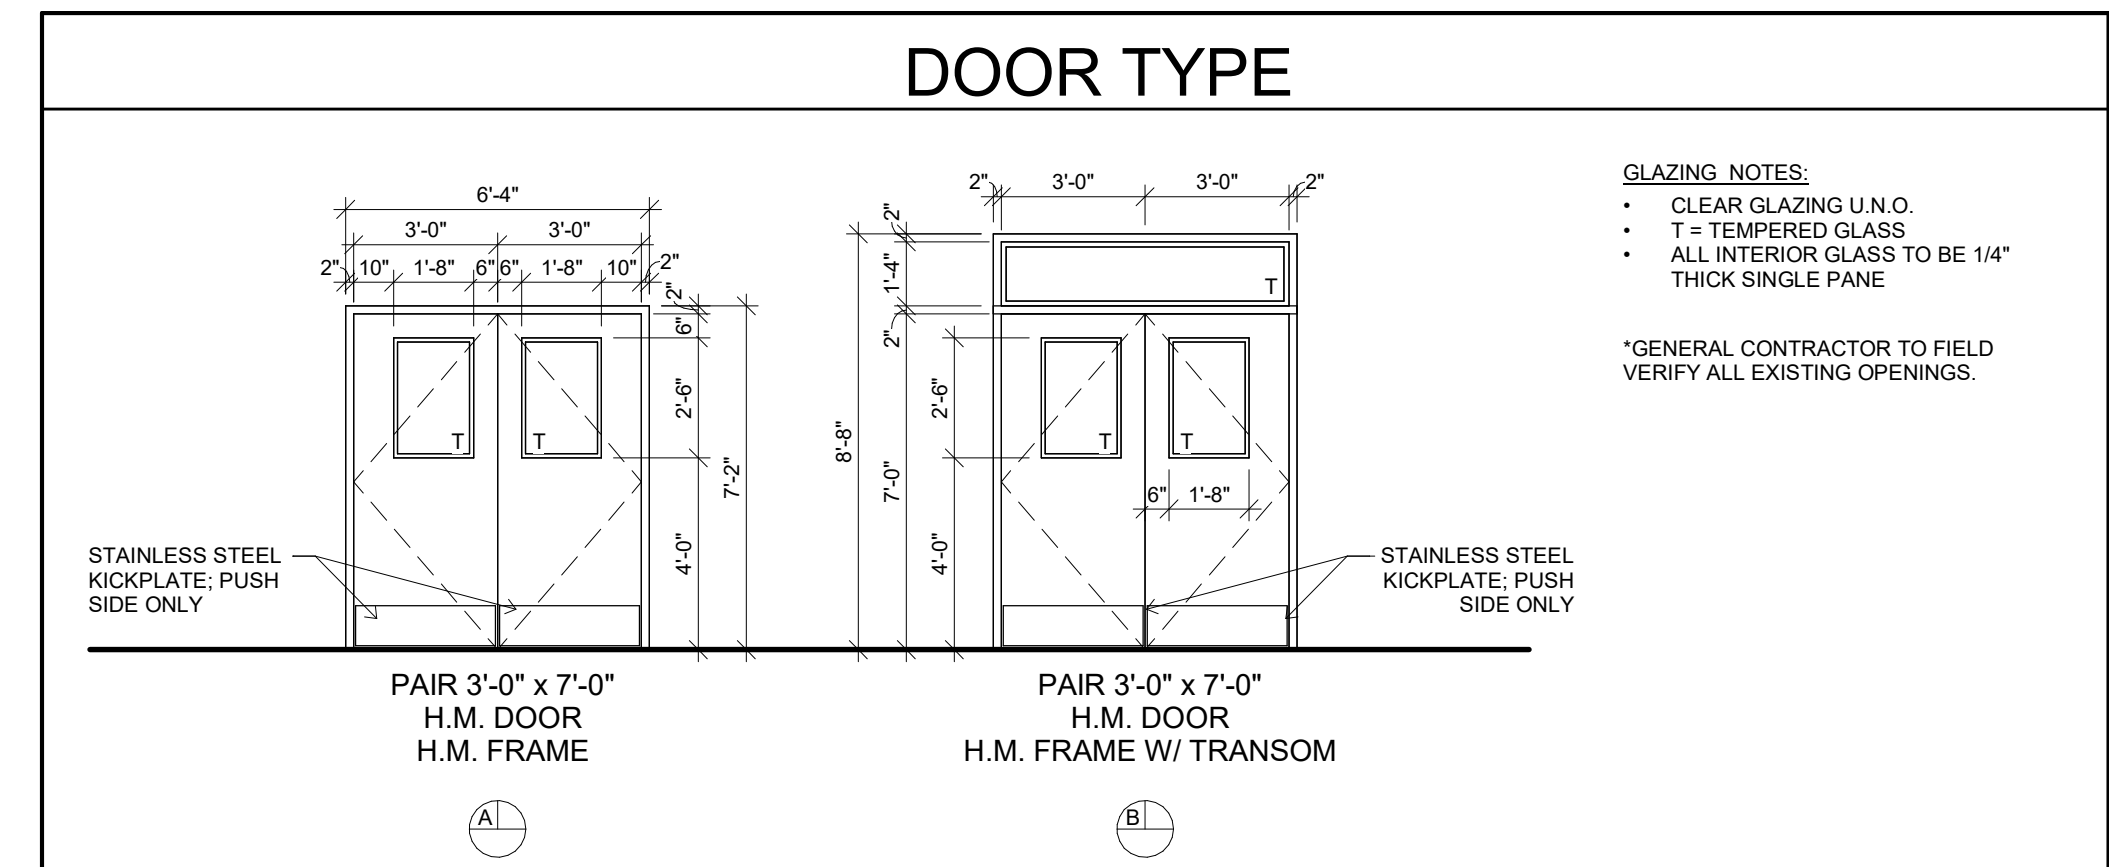 DOOR TYPE
6'-4"
3'-0" 3'-0"
2" 10" 1'-8" 6" 6" 1'-8" 10" 2"
2"
6"
2'-6"
4'-0"
7'-2"
T T
STAINLESS STEEL
KICKPLATE; PUSH
SIDE ONLY
PAIR 3'-0" x 7'-0"
H.M. DOOR
H.M. FRAME
A
2" 3'-0" 3'-0" 2"
2"
1'-4"
2"
7'-0"
8'-8"
2'-6"
4'-0"
T
T T
6" 1'-8"
STAINLESS STEEL
KICKPLATE; PUSH
SIDE ONLY
PAIR 3'-0" x 7'-0"
H.M. DOOR
H.M. FRAME W/ TRANSOM
B
GLAZING NOTES:
• CLEAR GLAZING U.N.O.
• T = TEMPERED GLASS
• ALL INTERIOR GLASS TO BE 1/4"
THICK SINGLE PANE
*GENERAL CONTRACTOR TO FIELD
VERIFY ALL EXISTING OPENINGS.